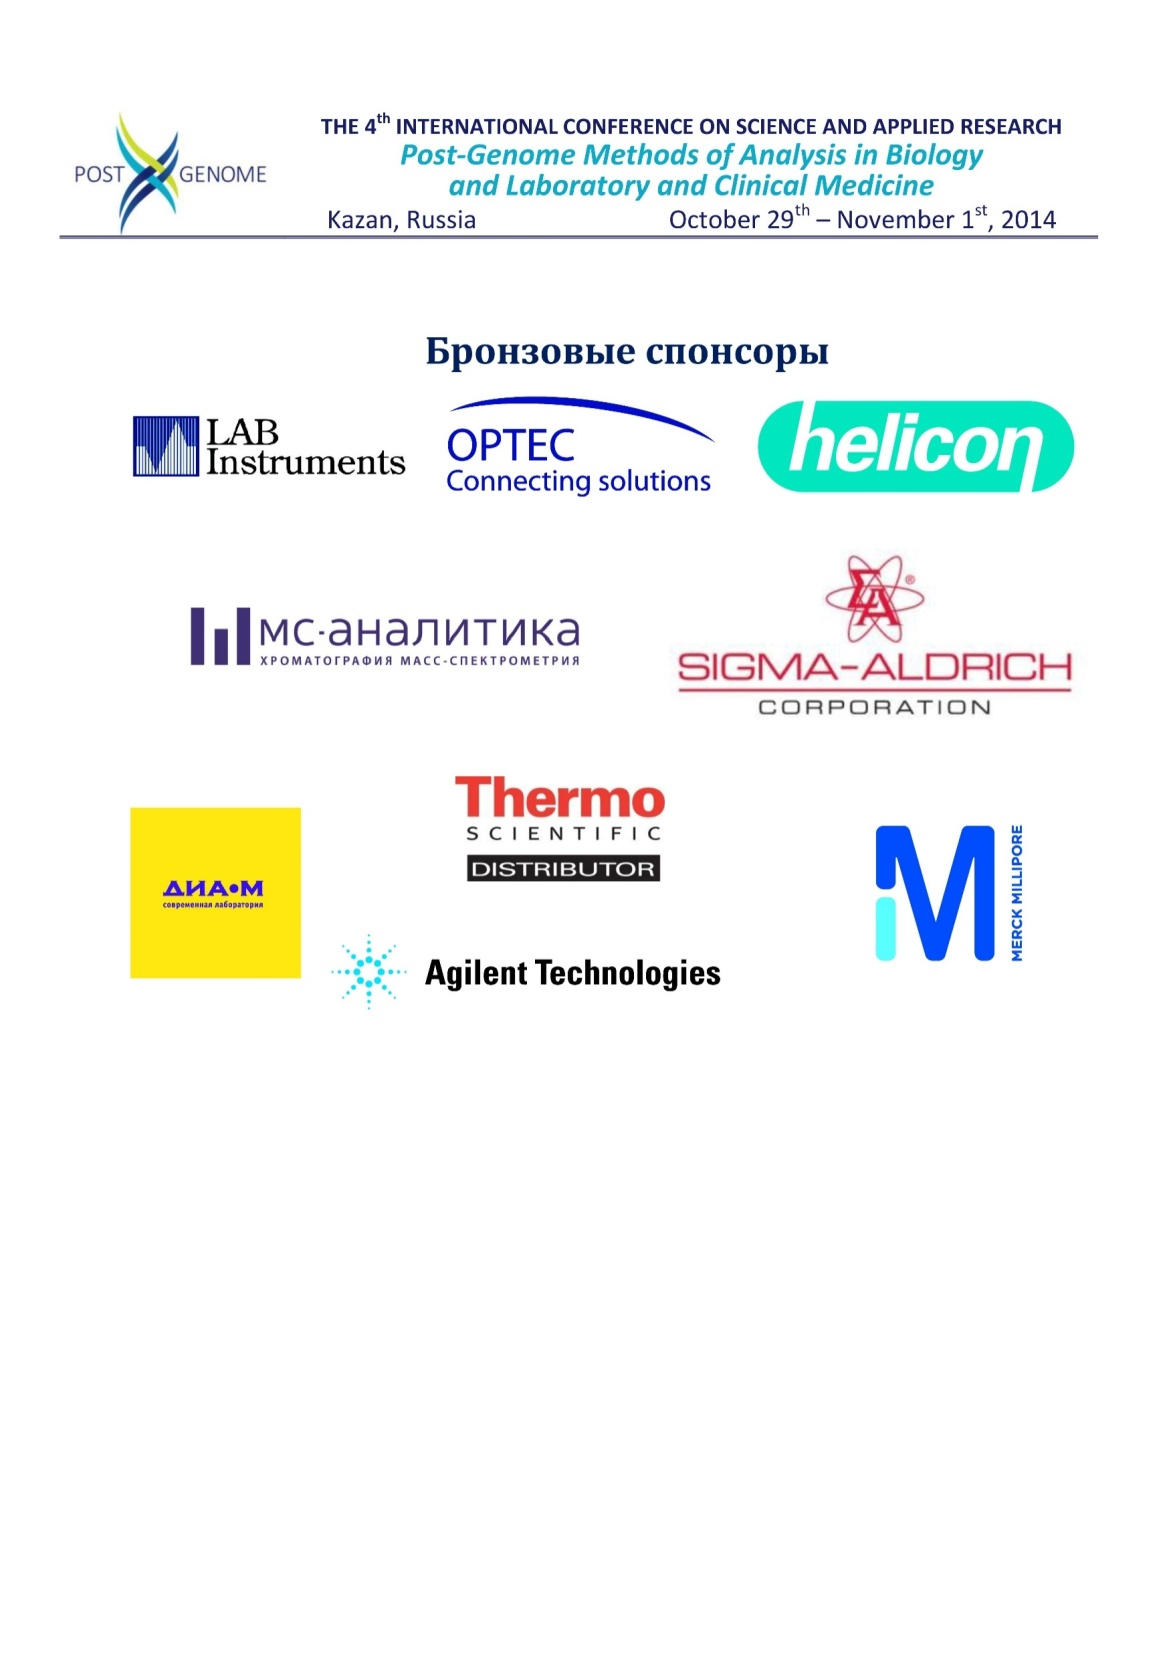 POST GENOME
THE 4th INTERNATIONAL CONFERENCE ON SCIENCE AND APPLIED RESEARCH
Post-Genome Methods of Analysis in Biology
and Laboratory and Clinical Medicine
Kazan, Russia October 29th – November 1st, 2014
Бронзовые спонсоры
LAB
Instruments
OPTEC
Connecting solutions
helicon
мс·аналитика
ХРОМАТОГРАФИЯ МАСС-СПЕКТРОМЕТРИЯ
ΣA®
SIGMA-ALDRICH
CORPORATION
ДИА•М
современная лаборатория
Thermo
SCIENTIFIC
DISTRIBUTOR
Agilent Technologies
M
MERCK MILLIPORE